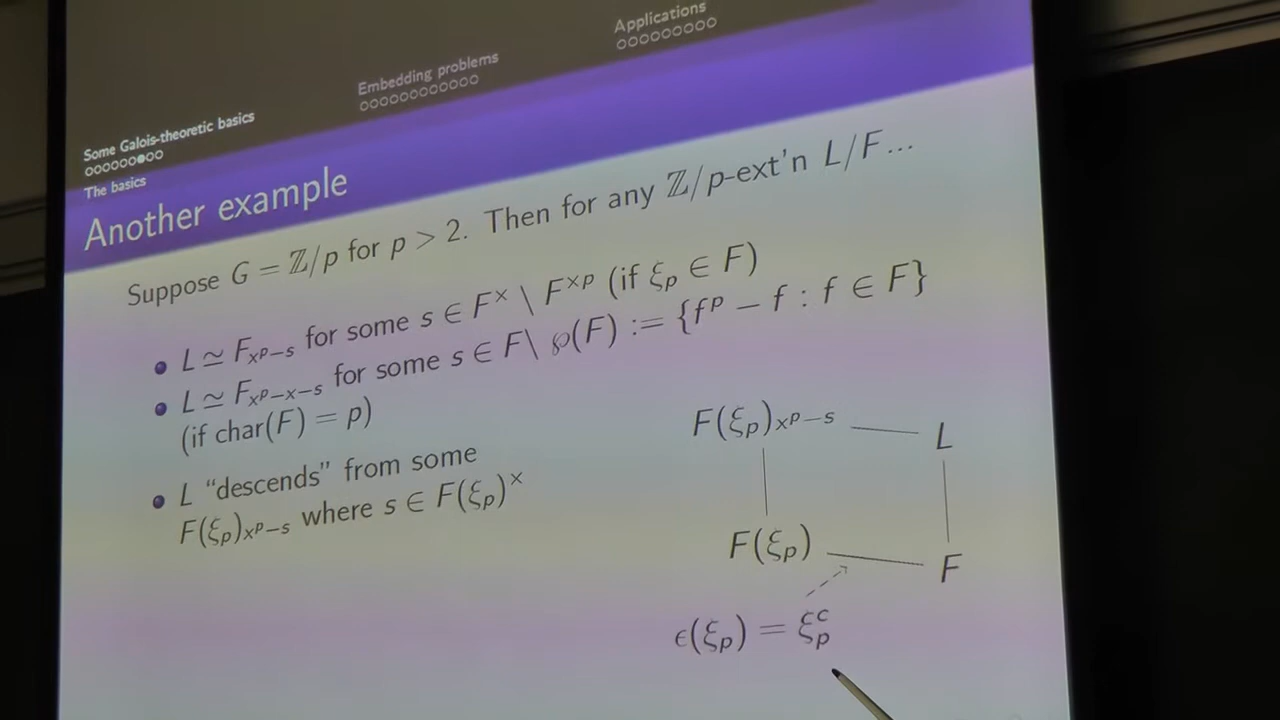 Some Galois-theoretic basics
Embedding problems
Applications
The basics
Another example
Suppose G = ℤ/p for p > 2. Then for any ℤ/p-ext'n L/F...
L ≃ F_{x^p−s} for some s ∈ F^× \ F^{×p} (if ξ_p ∈ F)
L ≃ F_{x^p−x−s} for some s ∈ F\ ℘(F) := {f^p − f : f ∈ F}
(if char(F) = p)
L “descends” from some
F(ξ_p)_{x^p−s} where s ∈ F(ξ_p)^×
F(ξ_p)_{x^p−s}
L
F(ξ_p)
F
ϵ(ξ_p) = ξ_p^c